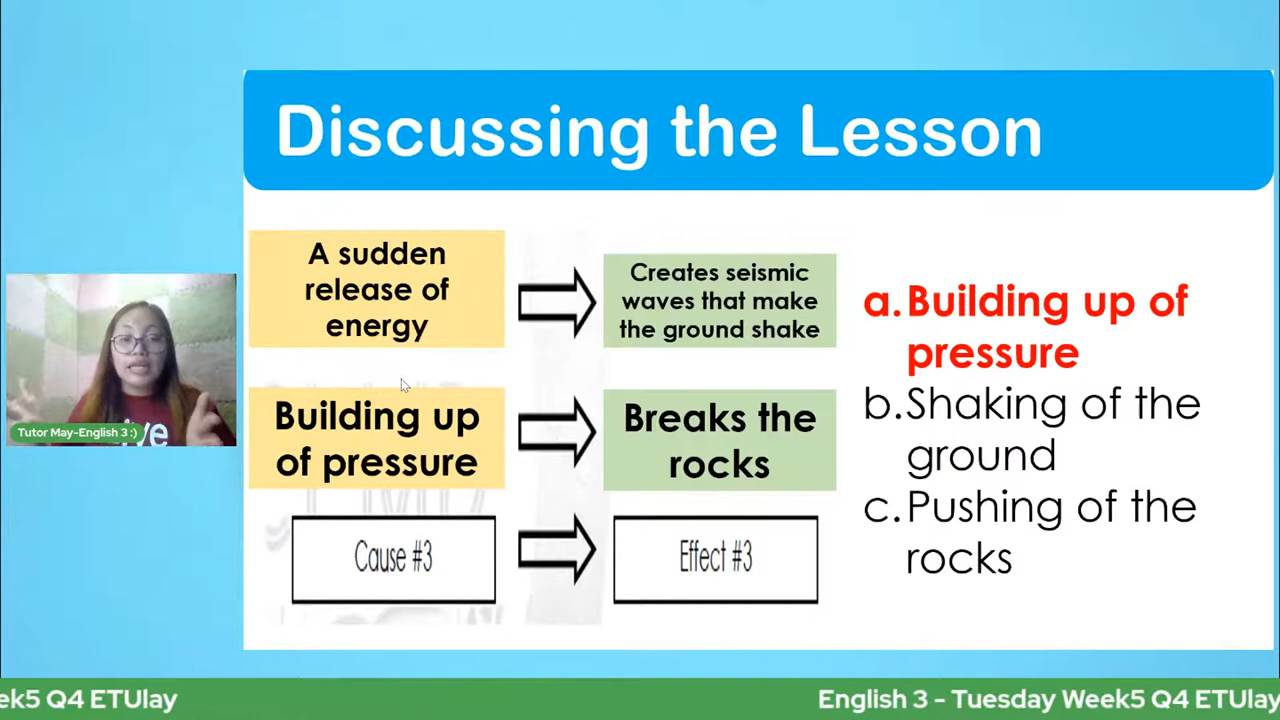 Discussing the Lesson
A sudden
release of
energy
Creates seismic
waves that make
the ground shake
Building up
of pressure
Breaks the
rocks
Cause #3
Effect #3
a. Building up of
pressure
b. Shaking of the
ground
c. Pushing of the
rocks
Tutor May-English 3 :)
ek5 Q4 ETUlay
English 3 - Tuesday Week5 Q4 ETUlay